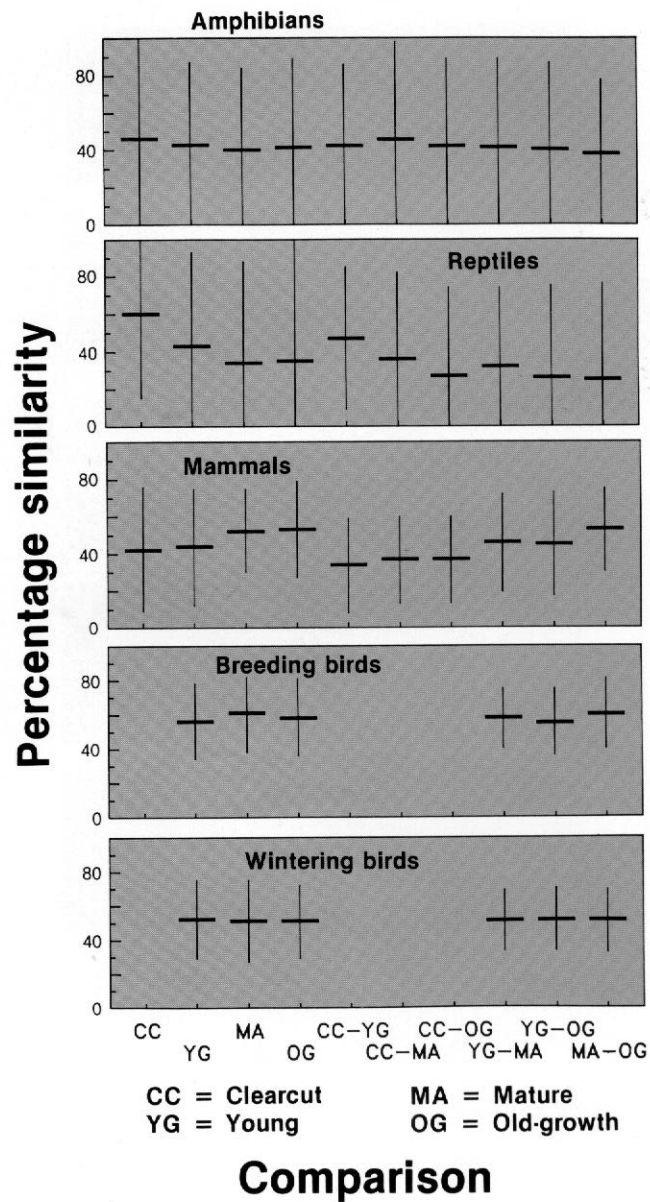 Amphibians
80
40
0
Reptiles
80
40
0
Mammals
80
40
0
Breeding birds
80
40
0
Wintering birds
80
40
0
Percentage similarity
CC MA CC–YG CC–OG YG–OG
YG OG CC–MA YG–MA MA–OG
CC = Clearcut MA = Mature
YG = Young OG = Old-growth
Comparison